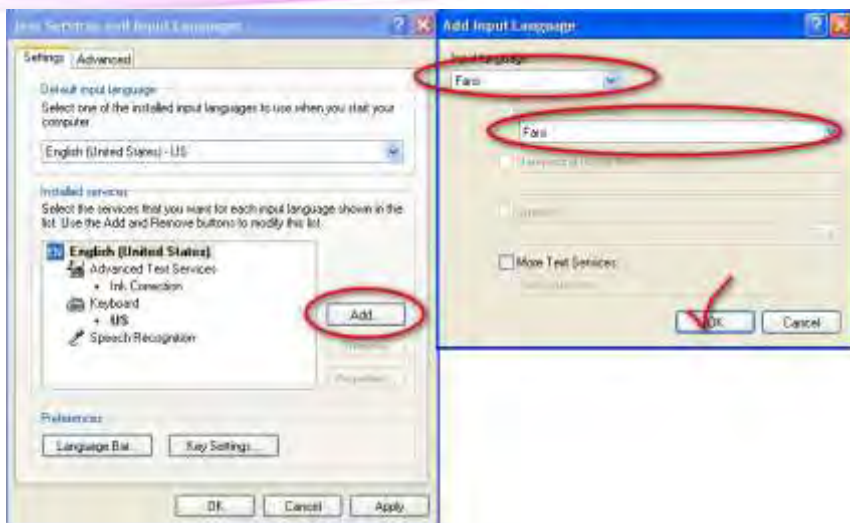 Text Services and Input Languages
Settings
Advanced
Default input language
Select one of the installed input languages to use when you start your
computer
English (United States) - US
Installed services
Select the services that you want for each input language shown in the
list. Use the Add and Remove buttons to modify this list.
EN English (United States)
Advanced Text Services
• Ink Correction
Keyboard
• US
Speech Recognition
Add...
Properties...
Preferences
Language Bar...
Key Settings...
OK
Cancel
Apply
Add Input Language
Input language:
Farsi
Farsi
More Text Services:
OK
Cancel